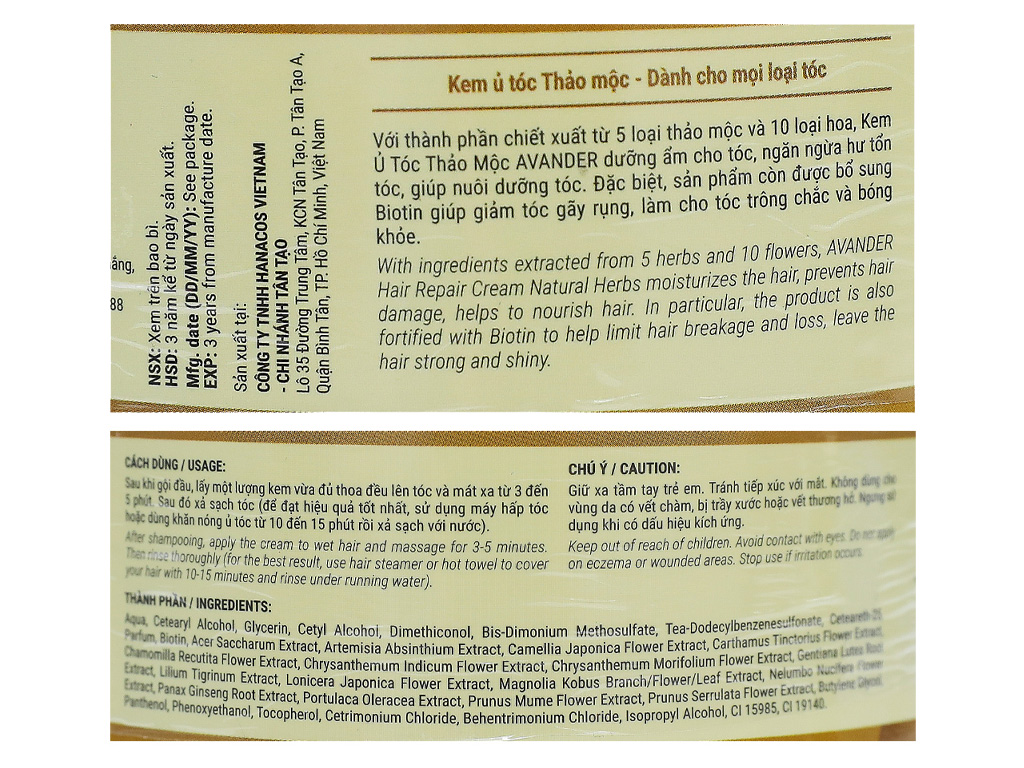 ẳng,
88
NSX: Xem trên bao bì.
HSD: 3 năm kể từ ngày sản xuất.
Mfg. date (DD/MM/YY): See package.
EXP: 3 years from manufacture date.
Sản xuất tại:
CÔNG TY TNHH HANACOS VIETNAM
- CHI NHÁNH TÂN TẠO
Lô 35 Đường Trung Tâm, KCN Tân Tạo, P. Tân Tạo A,
Quận Bình Tân, TP. Hồ Chí Minh, Việt Nam
Kem ủ tóc Thảo mộc - Dành cho mọi loại tóc
Với thành phần chiết xuất từ 5 loại thảo mộc và 10 loại hoa, Kem
Ủ Tóc Thảo Mộc AVANDER dưỡng ẩm cho tóc, ngăn ngừa hư tổn
tóc, giúp nuôi dưỡng tóc. Đặc biệt, sản phẩm còn được bổ sung
Biotin giúp giảm tóc gãy rụng, làm cho tóc trông chắc và bóng
khỏe.
With ingredients extracted from 5 herbs and 10 flowers, AVANDER
Hair Repair Cream Natural Herbs moisturizes the hair, prevents hair
damage, helps to nourish hair. In particular, the product is also
fortified with Biotin to help limit hair breakage and loss, leave the
hair strong and shiny.
CÁCH DÙNG / USAGE:
Sau khi gội đầu, lấy một lượng kem vừa đủ thoa đều lên tóc và mát xa từ 3 đến
5 phút. Sau đó xả sạch tóc (để đạt hiệu quả tốt nhất, sử dụng máy hấp tóc
hoặc dùng khăn nóng ủ tóc từ 10 đến 15 phút rồi xả sạch với nước).
After shampooing, apply the cream to wet hair and massage for 3-5 minutes.
Then rinse thoroughly (for the best result, use hair steamer or hot towel to cover
your hair with 10-15 minutes and rinse under running water).
CHÚ Ý / CAUTION:
Giữ xa tầm tay trẻ em. Tránh tiếp xúc với mắt. Không dùng cho
vùng da có vết chàm, bị trầy xước hoặc vết thương hở. Ngưng sử
dụng khi có dấu hiệu kích ứng.
Keep out of reach of children. Avoid contact with eyes. Do not apply
on eczema or wounded areas. Stop use if irritation occurs.
THÀNH PHẦN / INGREDIENTS:
Aqua, Cetearyl Alcohol, Glycerin, Cetyl Alcohol, Dimethiconol, Bis-Dimonium Methosulfate, Tea-Dodecylbenzenesulfonate, Ceteareth-25,
Parfum, Biotin, Acer Saccharum Extract, Artemisia Absinthium Extract, Camellia Japonica Flower Extract, Carthamus Tinctorius Flower Extract,
Chamomilla Recutita Flower Extract, Chrysanthemum Indicum Flower Extract, Chrysanthemum Morifolium Flower Extract, Gentiana Lutea Root
Extract, Lilium Tigrinum Extract, Lonicera Japonica Flower Extract, Magnolia Kobus Branch/Flower/Leaf Extract, Nelumbo Nucifera Flower
Extract, Panax Ginseng Root Extract, Portulaca Oleracea Extract, Prunus Mume Flower Extract, Prunus Serrulata Flower Extract, Butylene Glycol,
Panthenol, Phenoxyethanol, Tocopherol, Cetrimonium Chloride, Behentrimonium Chloride, Isopropyl Alcohol, CI 15985, CI 19140.